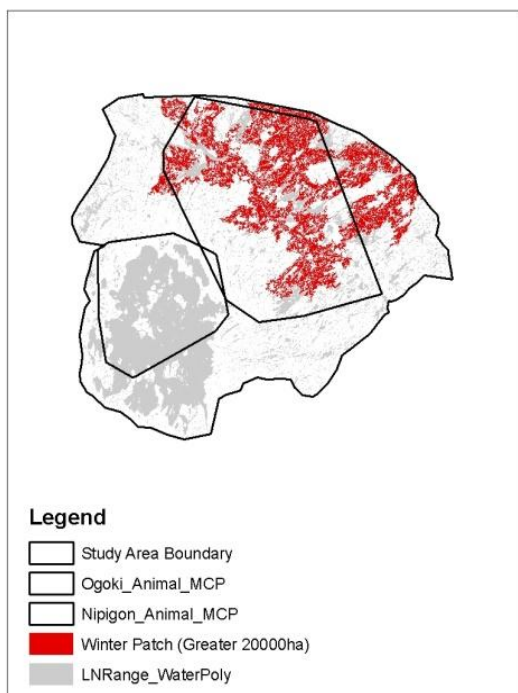 Legend
Study Area Boundary
Ogoki_Animal_MCP
Nipigon_Animal_MCP
Winter Patch (Greater 20000ha)
LNRange_WaterPoly